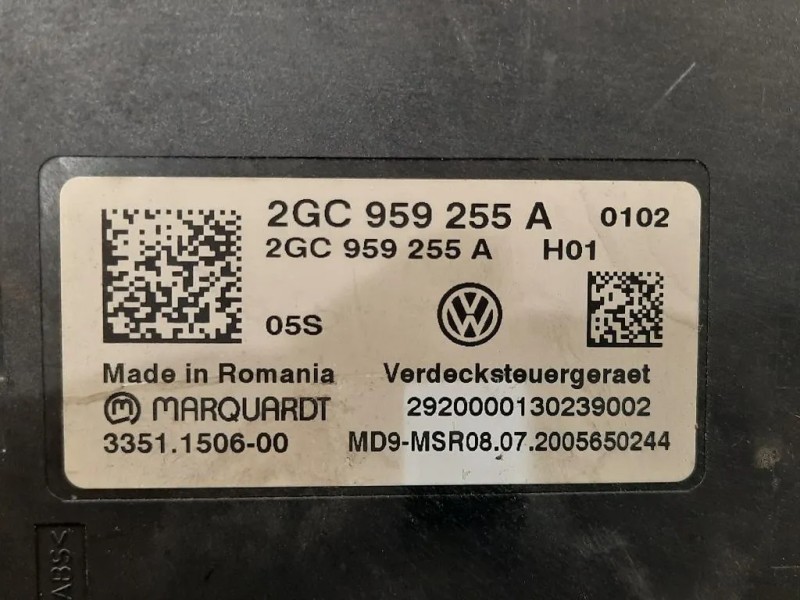 2GC 959 255 A 0102
2GC 959 255 A H01
05S
Made in Romania Verdecksteuergeraet
MARQUARDT 2920000130239002
3351.1506-00 MD9-MSR08.07.2005650244
ABS<